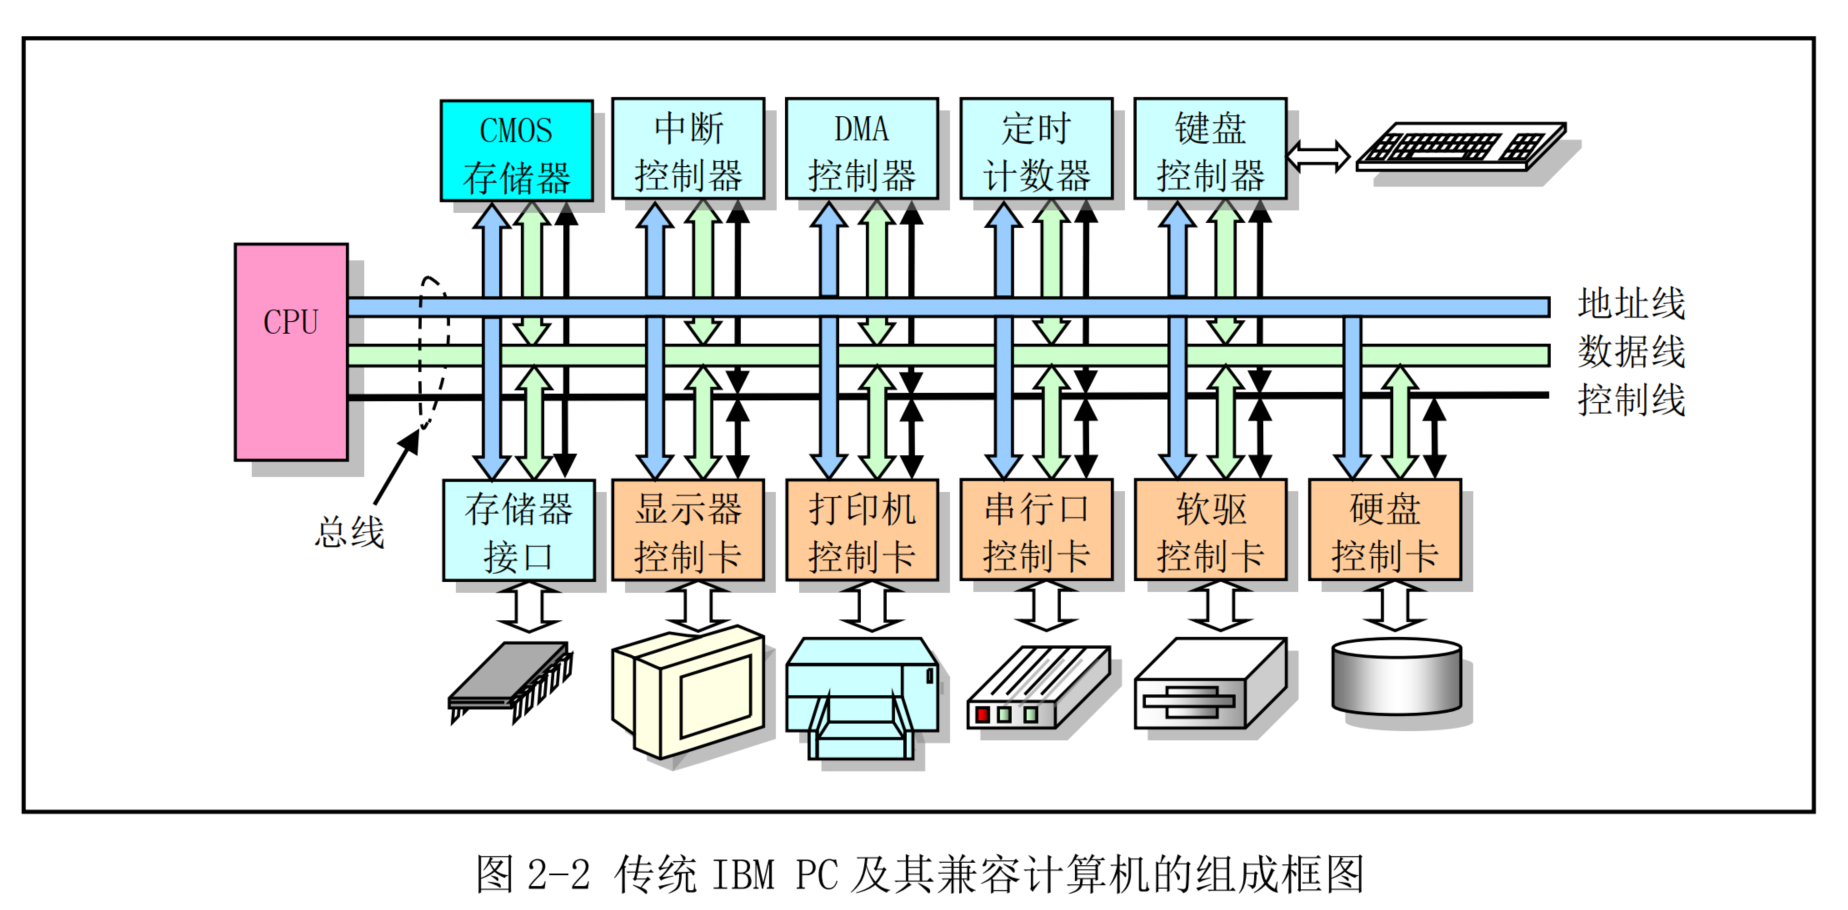 CMOS
存储器
中断
控制器
DMA
控制器
定时
计数器
键盘
控制器
CPU
地址线
数据线
控制线
总线
存储器
接口
显示器
控制卡
打印机
控制卡
串行口
控制卡
软驱
控制卡
硬盘
控制卡
图 2-2 传统 IBM PC 及其兼容计算机的组成框图